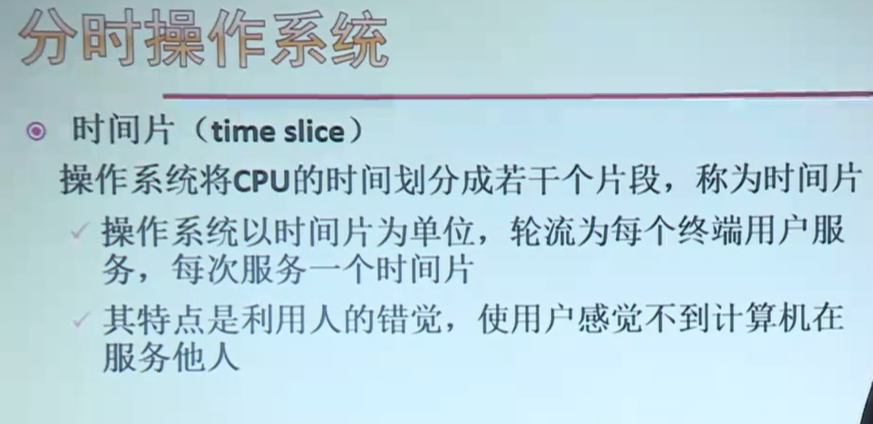 分时操作系统
时间片（time slice）
操作系统将CPU的时间划分成若干个片段，称为时间片
操作系统以时间片为单位，轮流为每个终端用户服
务，每次服务一个时间片
其特点是利用人的错觉，使用户感觉不到计算机在
服务他人